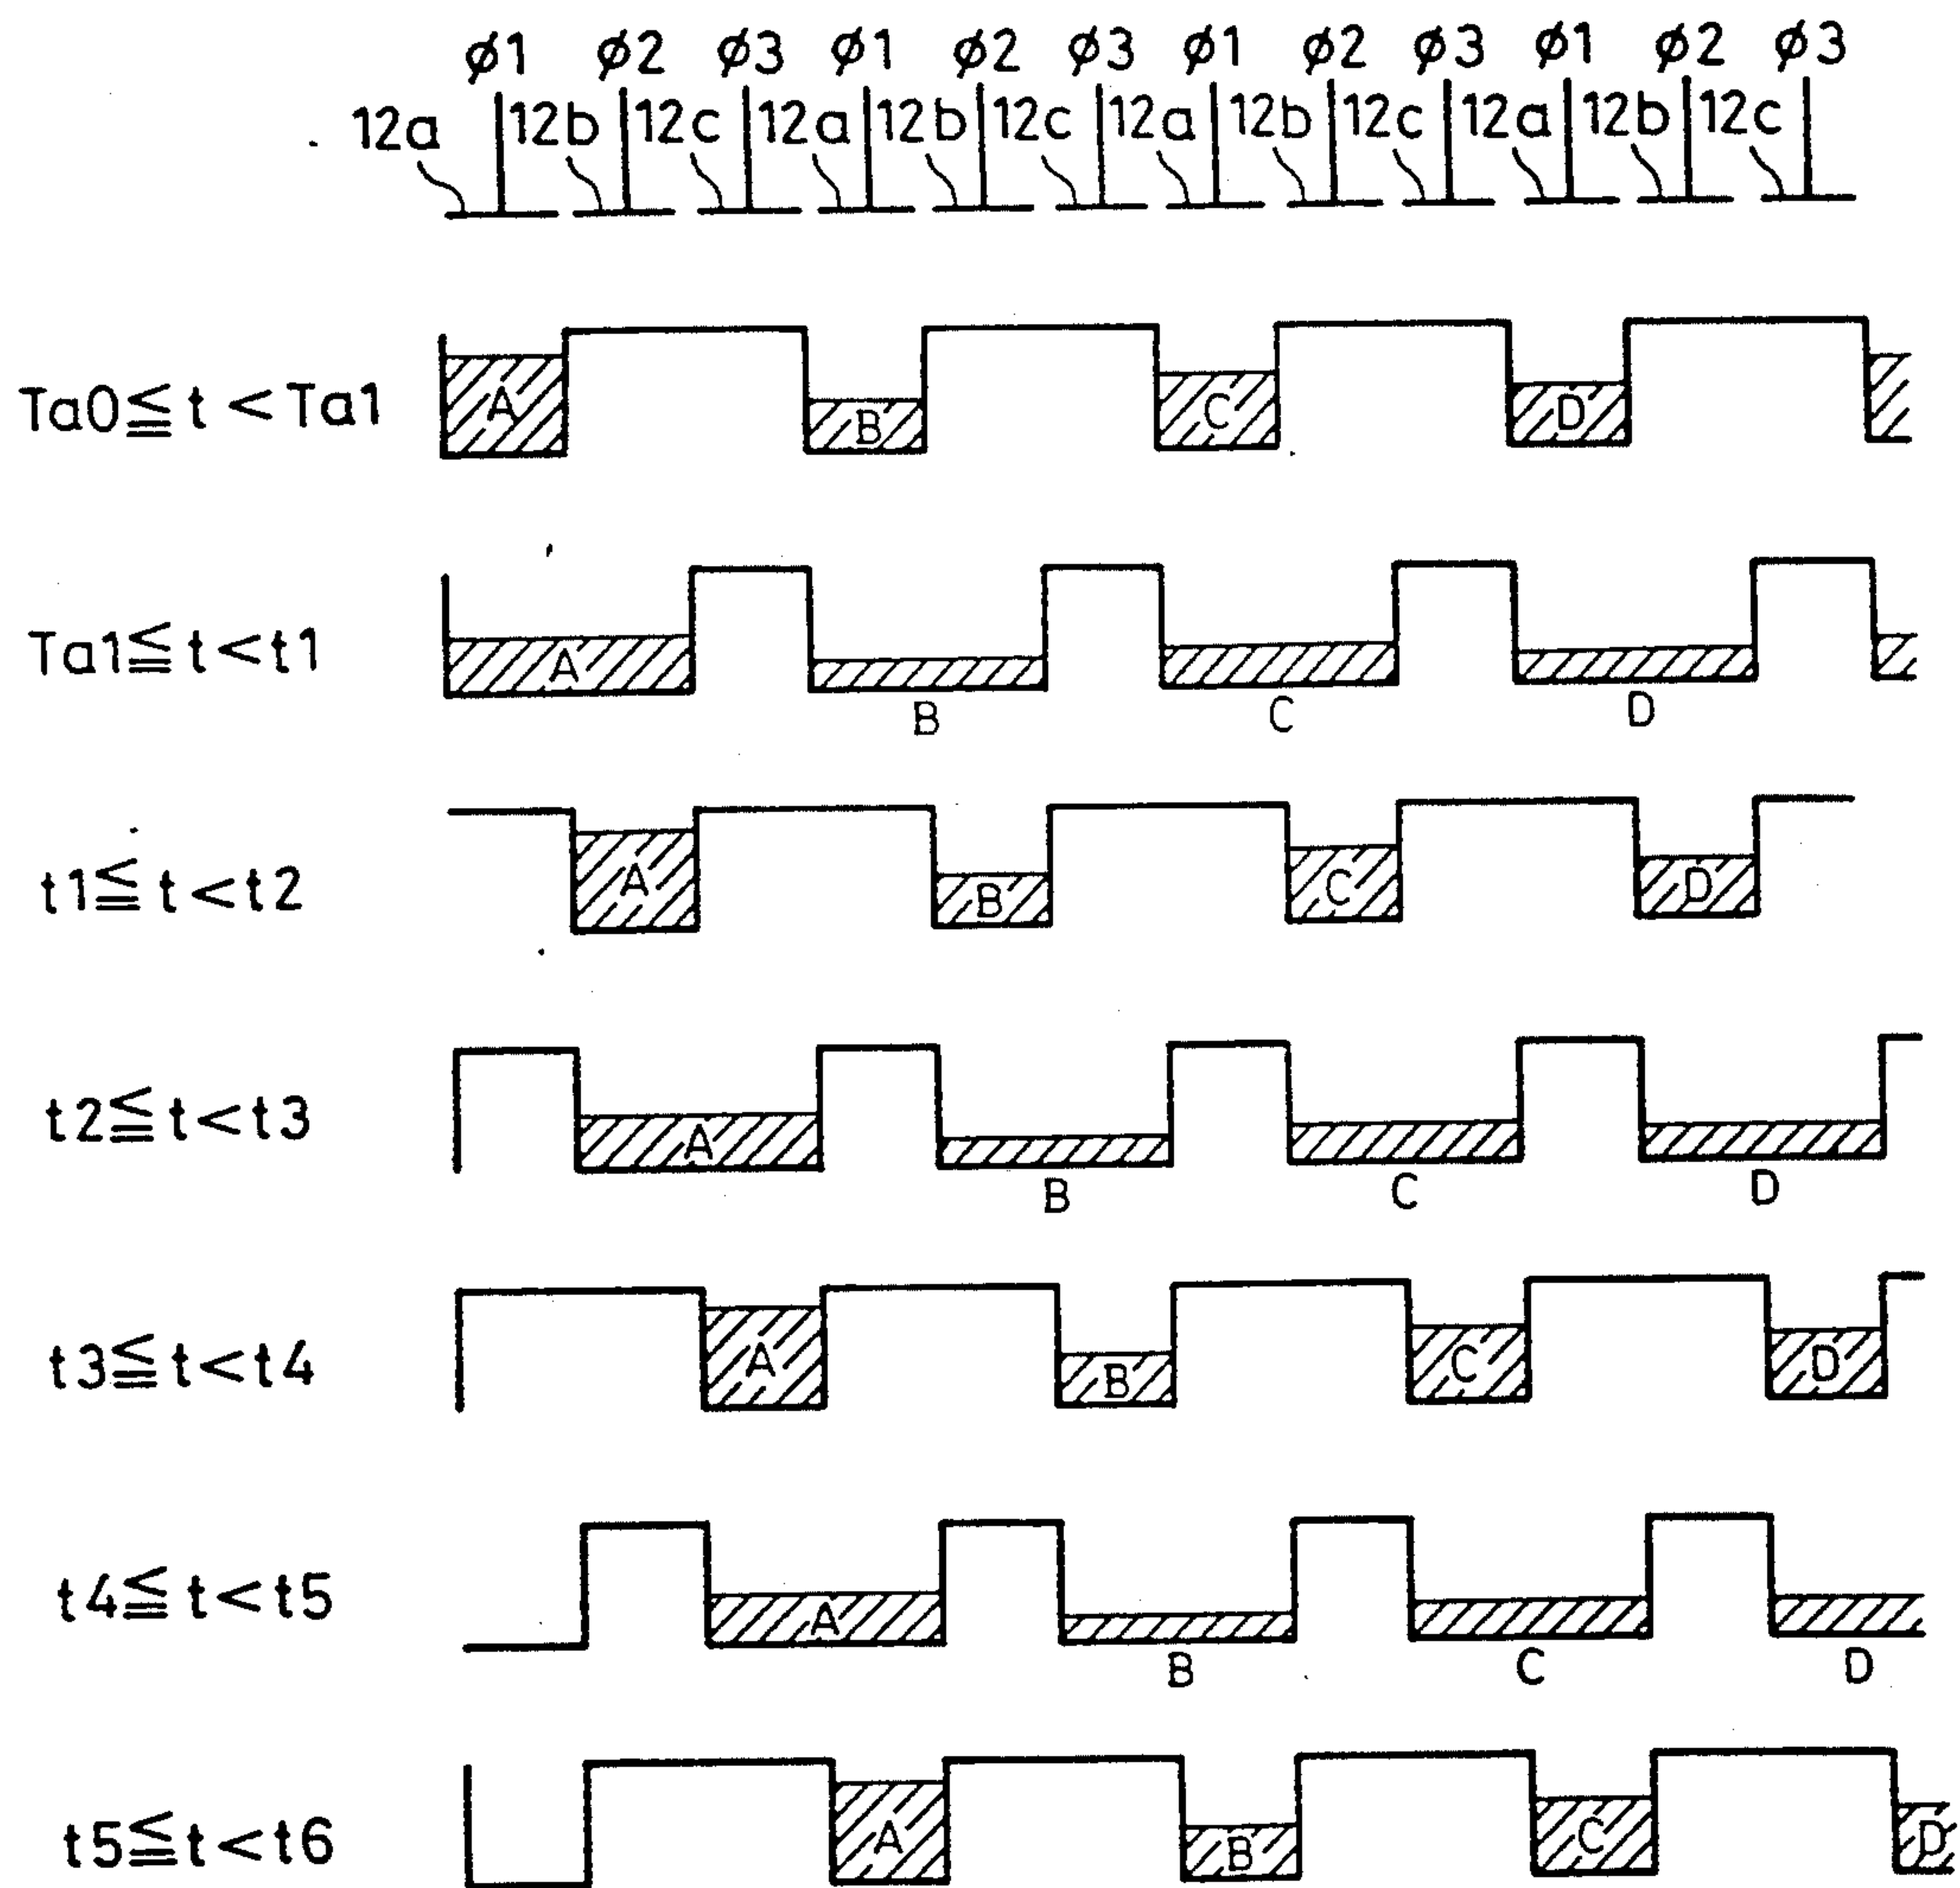 ϕ1 ϕ2 ϕ3 ϕ1 ϕ2 ϕ3 ϕ1 ϕ2 ϕ3 ϕ1 ϕ2 ϕ3
12a 12b 12c 12a 12b 12c 12a 12b 12c 12a 12b 12c
Ta0≦t<Ta1 A B C D
Ta1≦t<t1 A B C D
t1≦t<t2 A B C D
t2≦t<t3 A B C D
t3≦t<t4 A B C D
t4≦t<t5 A B C D
t5≦t<t6 A B C D